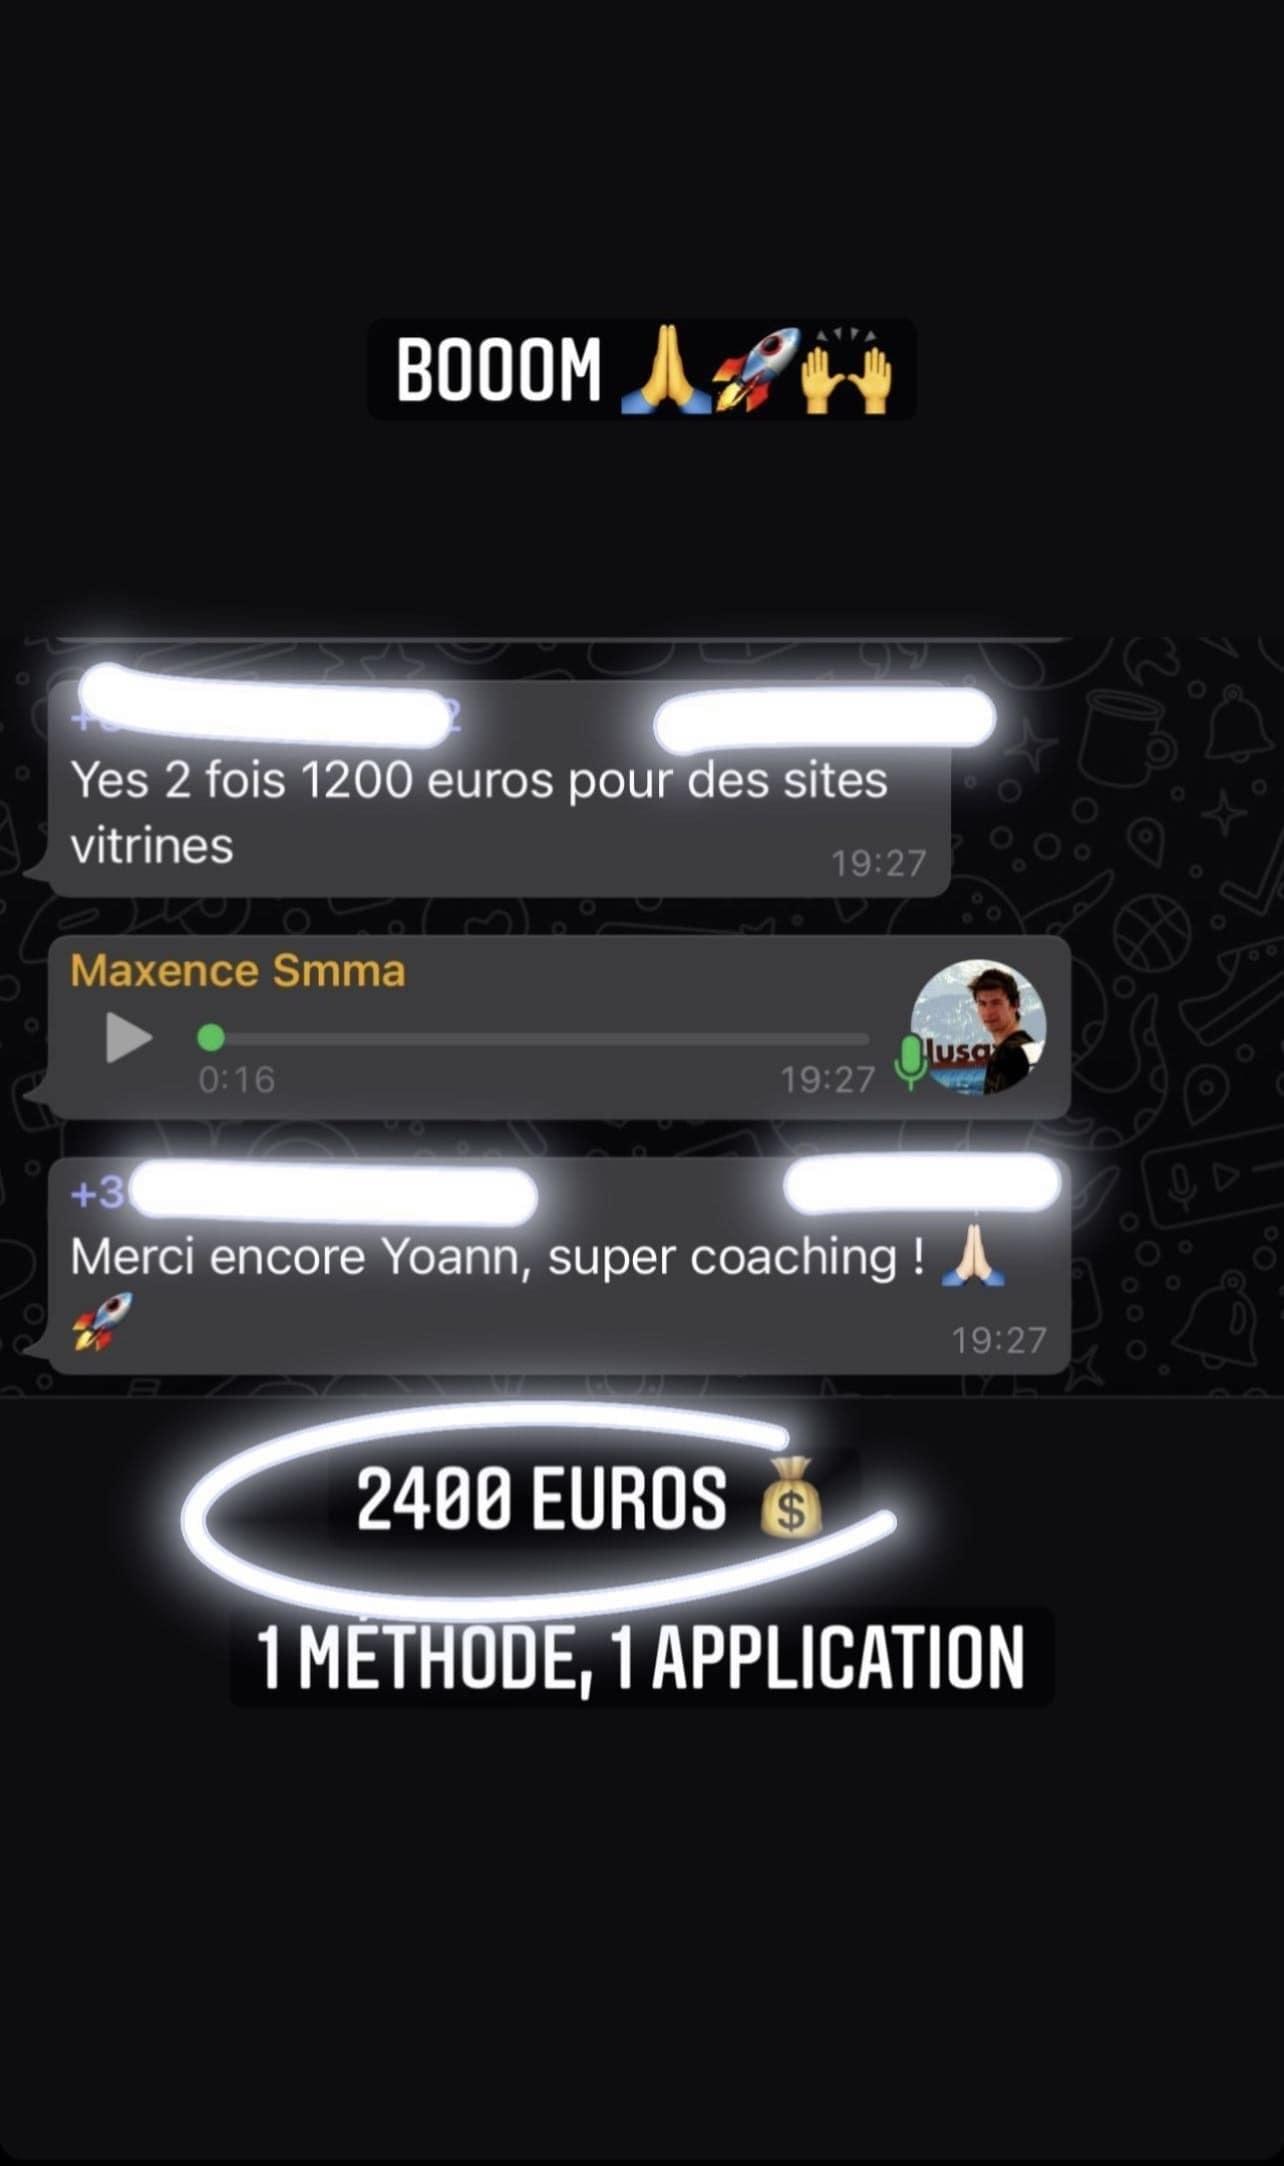 BOOOM 🙏🚀🙌
Yes 2 fois 1200 euros pour des sites
vitrines
19:27
Maxence Smma
0:16
19:27
lusa
+3
Merci encore Yoann, super coaching ! 🙏🏻
🚀
19:27
2400 EUROS 💰
1 MÉTHODE, 1 APPLICATION